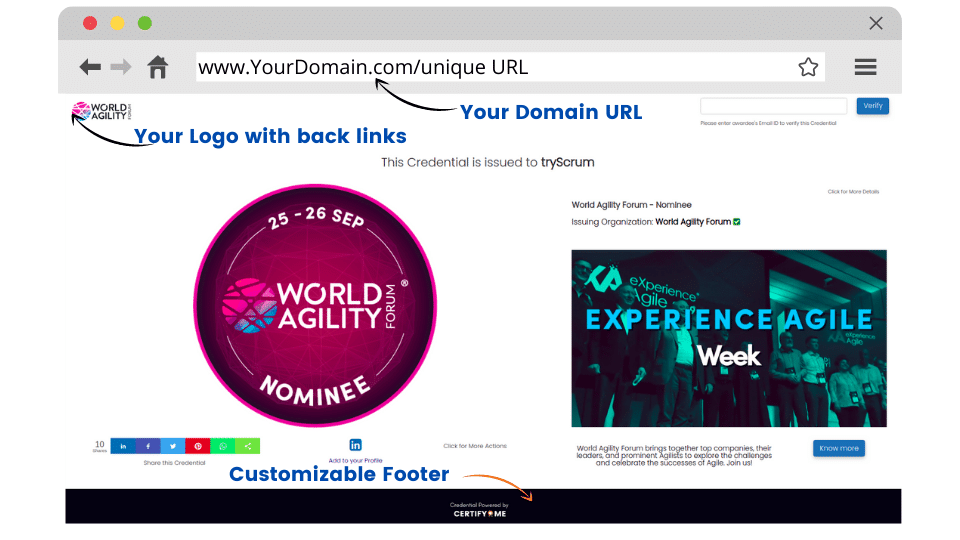 www.YourDomain.com/unique URL
Your Domain URL
WORLD
AGILITY
FORUM
Your Logo with back links
Verify
Please enter awardee's Email ID to verify this Credential
This Credential is issued to tryScrum
Click for More Details
World Agility Forum - Nominee
Issuing Organization: World Agility Forum
25 - 26 SEP
WORLD
AGILITY
FORUM
®
NOMINEE
eXperience
Agile
experience
Agile
EXPERIENCE AGILE
Week
10
Shares
Share this Credential
Add to your Profile
Click for More Actions
World Agility Forum brings together top companies, their
leaders, and prominent Agilists to explore the challenges
and celebrate the successes of Agile. Join us!
Know more
Customizable Footer
Credential Powered by
CERTIFYME